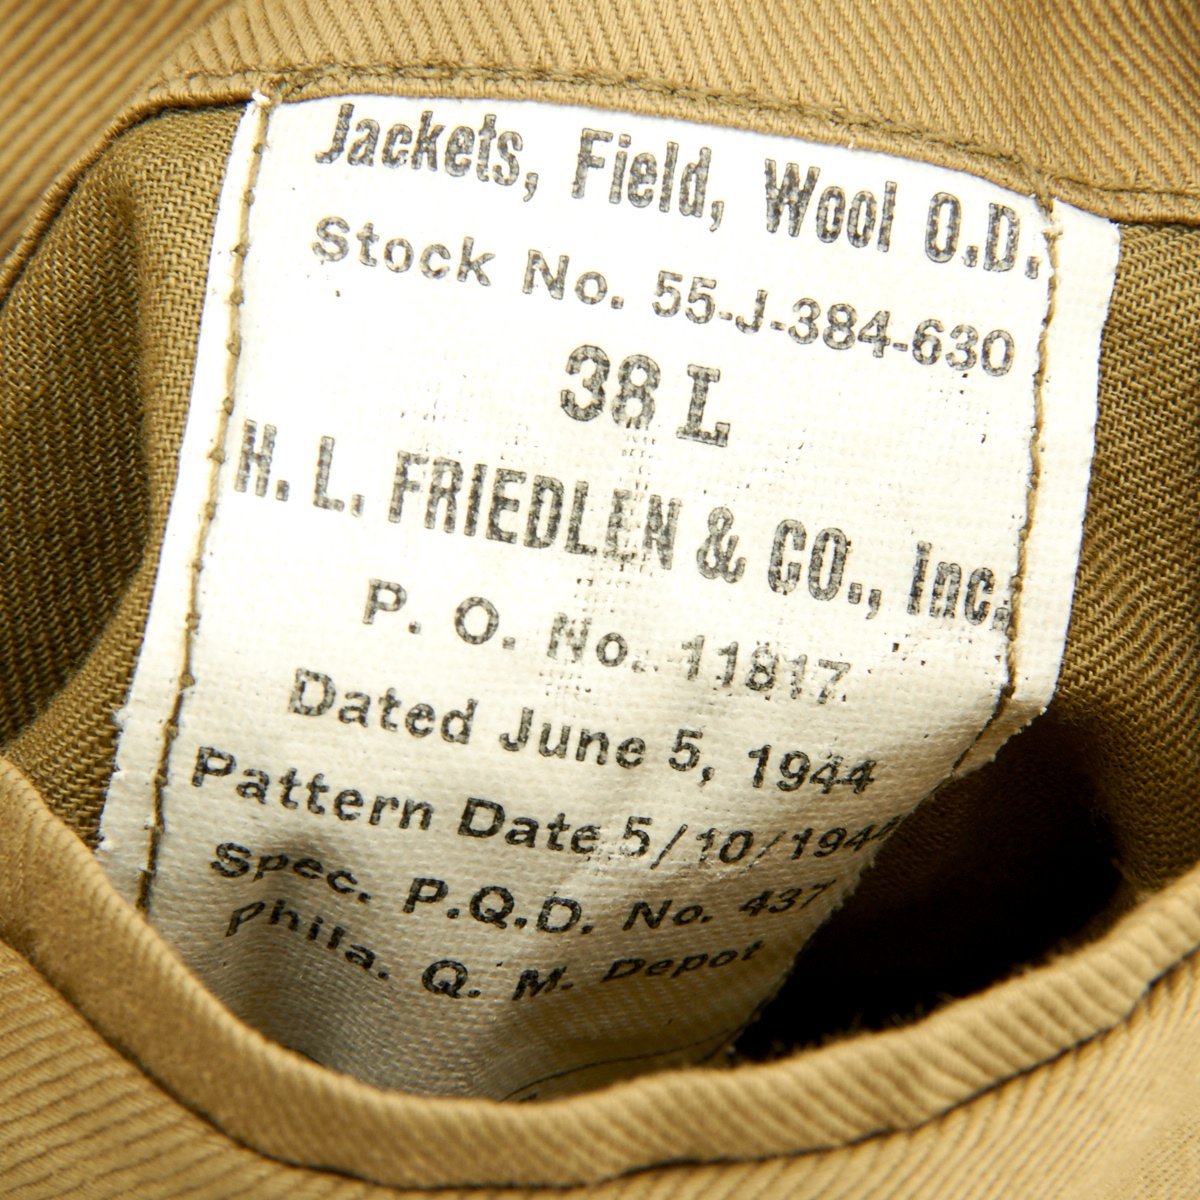 Jackets, Field, Wool O.D.
Stock No. 55-J-384-630
38 L
H. L. FRIEDLEN & CO., Inc.
P. O. No. 11817
Dated June 5, 1944
Pattern Date 5/10/1944
Spec. P.Q.D. No. 437
Phila. Q. M. Depot